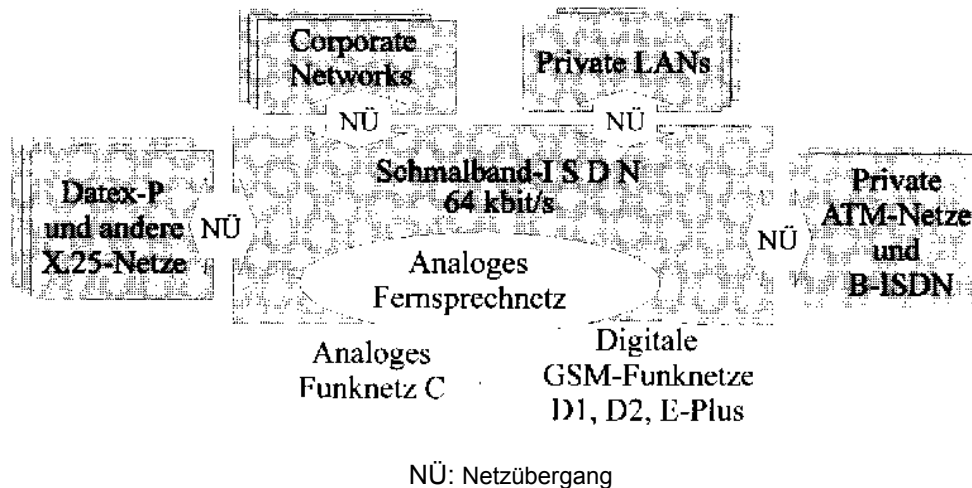 Corporate
Networks
Private LANs
NÜ
NÜ
Datex-P
und andere
X.25-Netze
NÜ
Schmalband-I S D N
64 kbit/s
Analoges
Fernsprechnetz
NÜ
Private
ATM-Netze
und
B-ISDN
Analoges
Funknetz C
Digitale
GSM-Funknetze
D1, D2, E-Plus
NÜ: Netzübergang